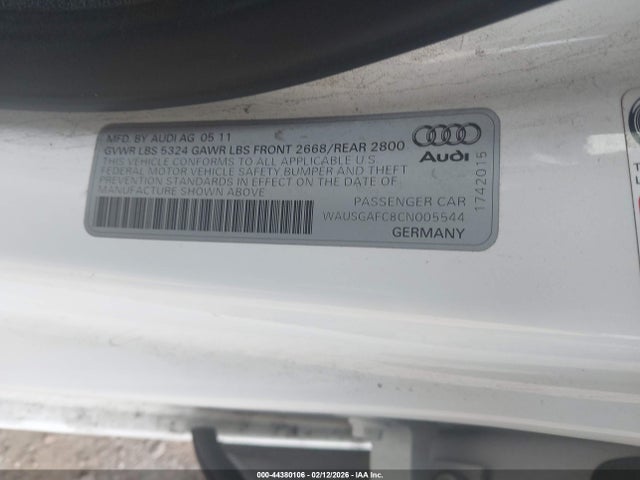 MFD. BY AUDI AG 05 11
GVWR LBS 5324 GAWR LBS FRONT 2668/REAR 2800
THIS VEHICLE CONFORMS TO ALL APPLICABLE U.S.
FEDERAL MOTOR VEHICLE SAFETY BUMPER AND THEFT
PREVENTION STANDARDS IN EFFECT ON THE DATE OF
MANUFACTURE SHOWN ABOVE
Audi
1742015
PASSENGER CAR
WAUSGAFC8CN005544
GERMANY
000-44380106 - 02/12/2026 - IAAI.COM